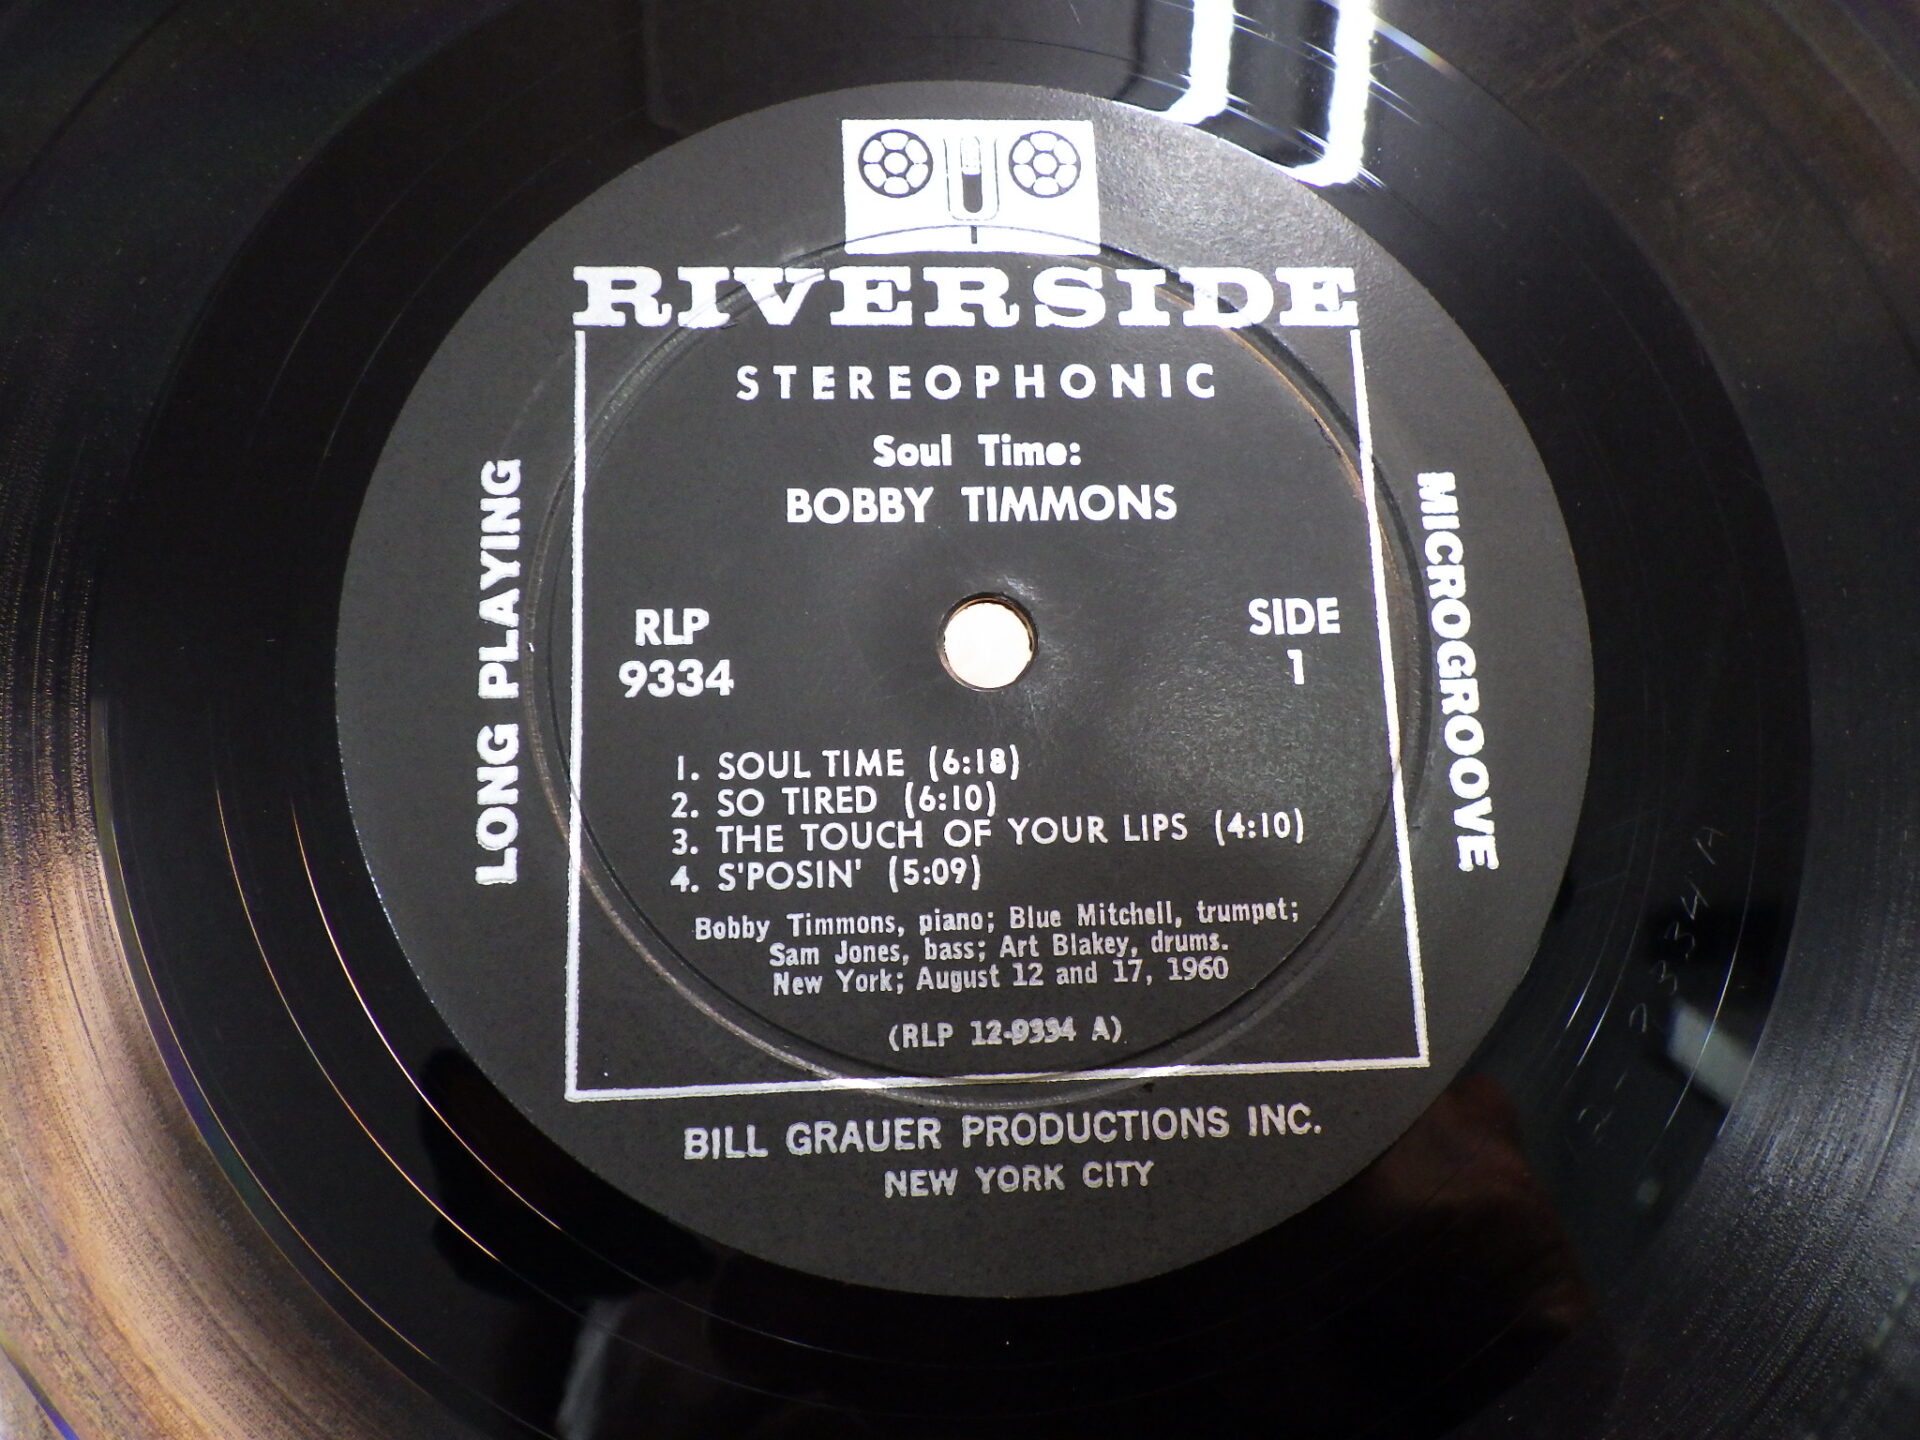 RIVERSIDE
STEREOPHONIC
Soul Time:
BOBBY TIMMONS
LONG PLAYING
MICROGROOVE
RLP
9334
SIDE
1
1. SOUL TIME (6:18)
2. SO TIRED (6:10)
3. THE TOUCH OF YOUR LIPS (4:10)
4. S'POSIN' (5:09)
Bobby Timmons, piano; Blue Mitchell, trumpet;
Sam Jones, bass; Art Blakey, drums.
New York; August 12 and 17, 1960
(RLP 12-9334 A)
BILL GRAUER PRODUCTIONS INC.
NEW YORK CITY
9334 A